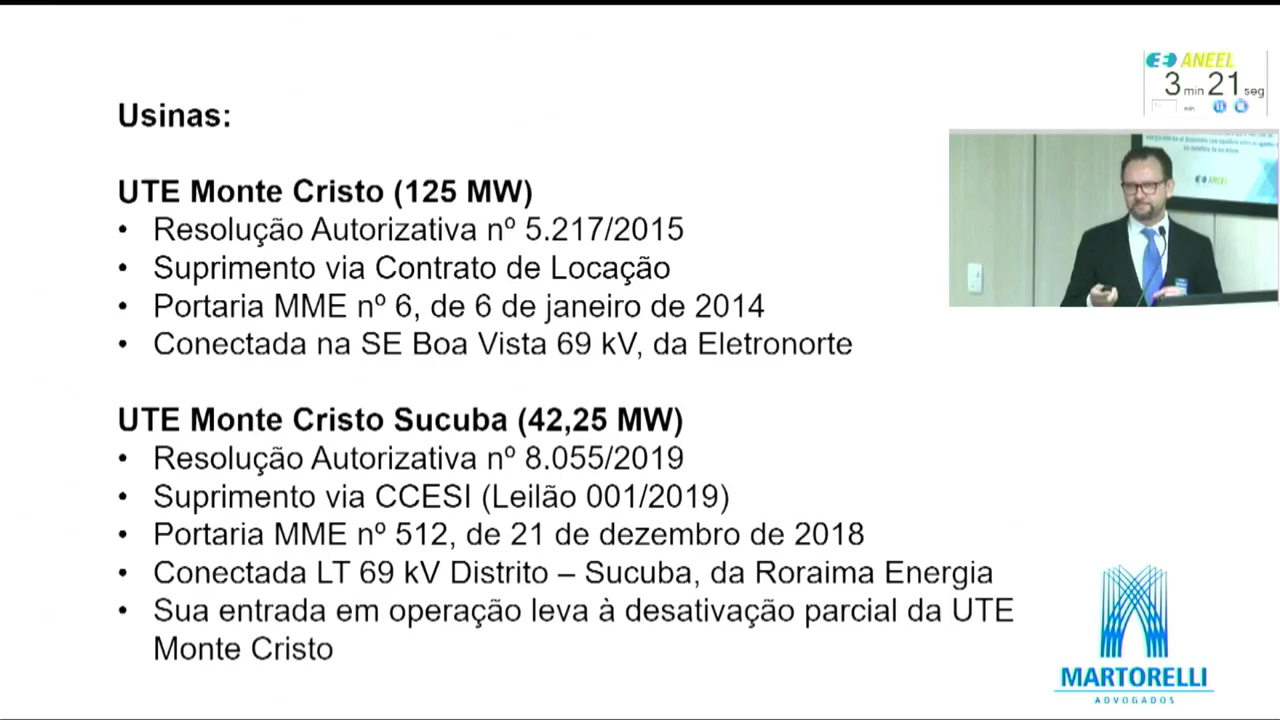 ANEEL
3 min 21 seg
min
Usinas:
UTE Monte Cristo (125 MW)
• Resolução Autorizativa nº 5.217/2015
• Suprimento via Contrato de Locação
• Portaria MME nº 6, de 6 de janeiro de 2014
• Conectada na SE Boa Vista 69 kV, da Eletronorte
UTE Monte Cristo Sucuba (42,25 MW)
• Resolução Autorizativa nº 8.055/2019
• Suprimento via CCESI (Leilão 001/2019)
• Portaria MME nº 512, de 21 de dezembro de 2018
• Conectada LT 69 kV Distrito – Sucuba, da Roraima Energia
• Sua entrada em operação leva à desativação parcial da UTE
Monte Cristo
ANEEL
MARTORELLI
ADVOGADOS